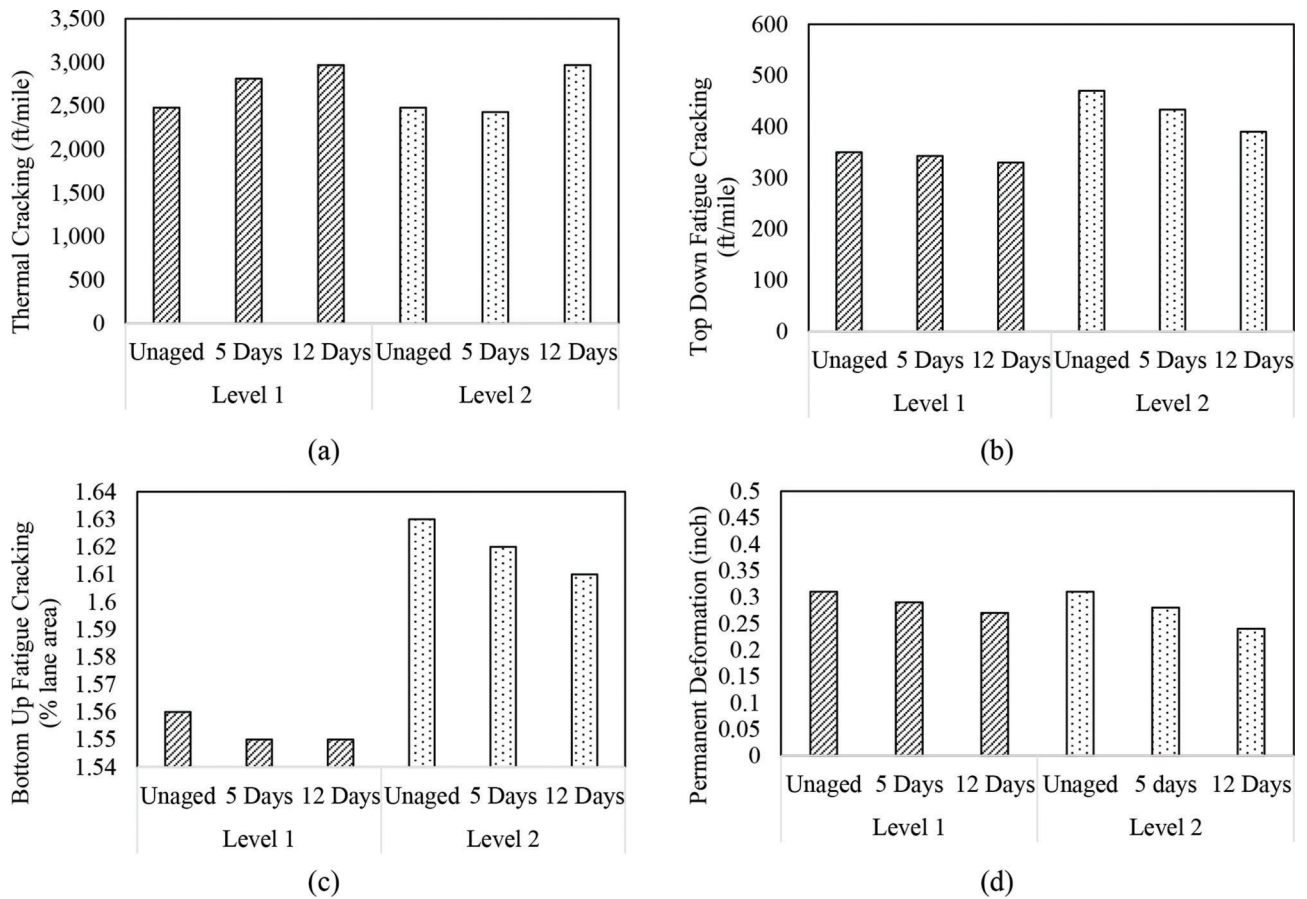 Thermal Cracking (ft/mile)
3,500
3,000
2,500
2,000
1,500
1,000
500
0
Unaged 5 Days 12 Days Unaged 5 Days 12 Days
Level 1 Level 2
(a)
Top Down Fatigue Cracking
(ft/mile)
600
500
400
300
200
100
0
Unaged 5 Days 12 Days Unaged 5 Days 12 Days
Level 1 Level 2
(b)
Bottom Up Fatigue Cracking
(% lane area)
1.64
1.63
1.62
1.61
1.6
1.59
1.58
1.57
1.56
1.55
1.54
Unaged 5 Days 12 Days Unaged 5 Days 12 Days
Level 1 Level 2
(c)
Permanent Deformation (inch)
0.5
0.45
0.4
0.35
0.3
0.25
0.2
0.15
0.1
0.05
0
Unaged 5 Days 12 Days Unaged 5 days 12 Days
Level 1 Level 2
(d)